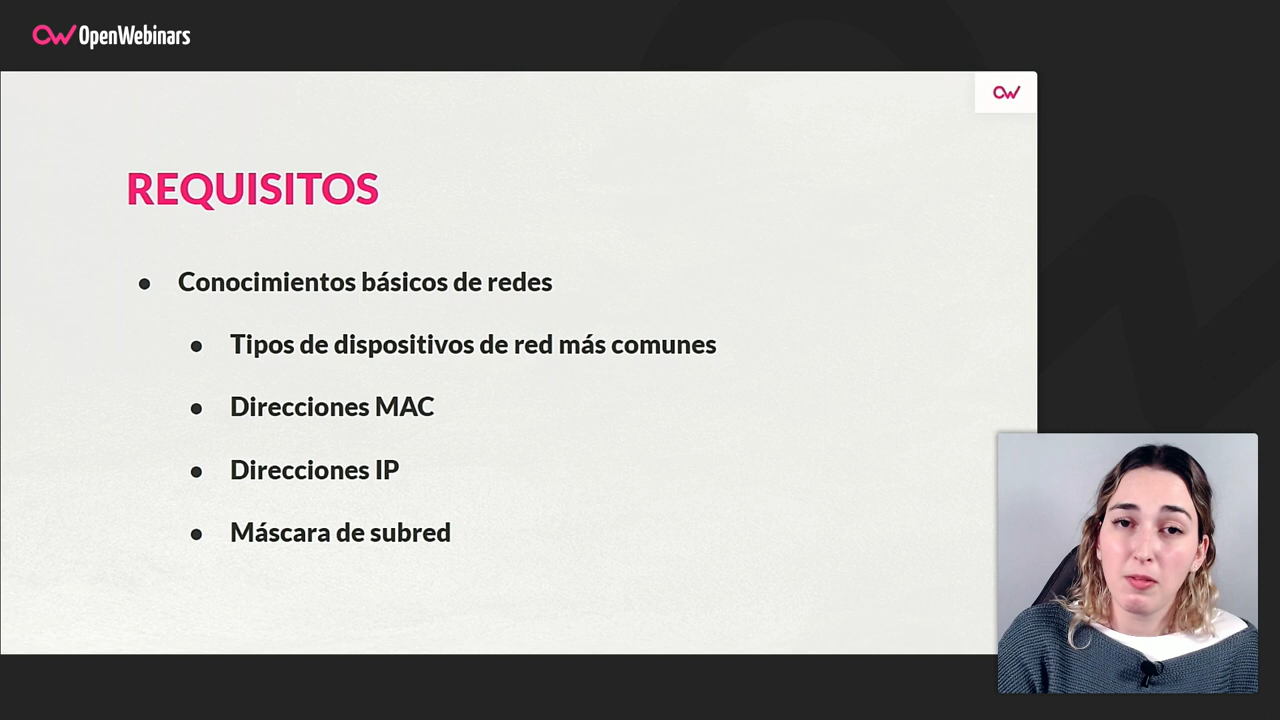 OpenWebinars
REQUISITOS
Conocimientos básicos de redes
Tipos de dispositivos de red más comunes
Direcciones MAC
Direcciones IP
Máscara de subred